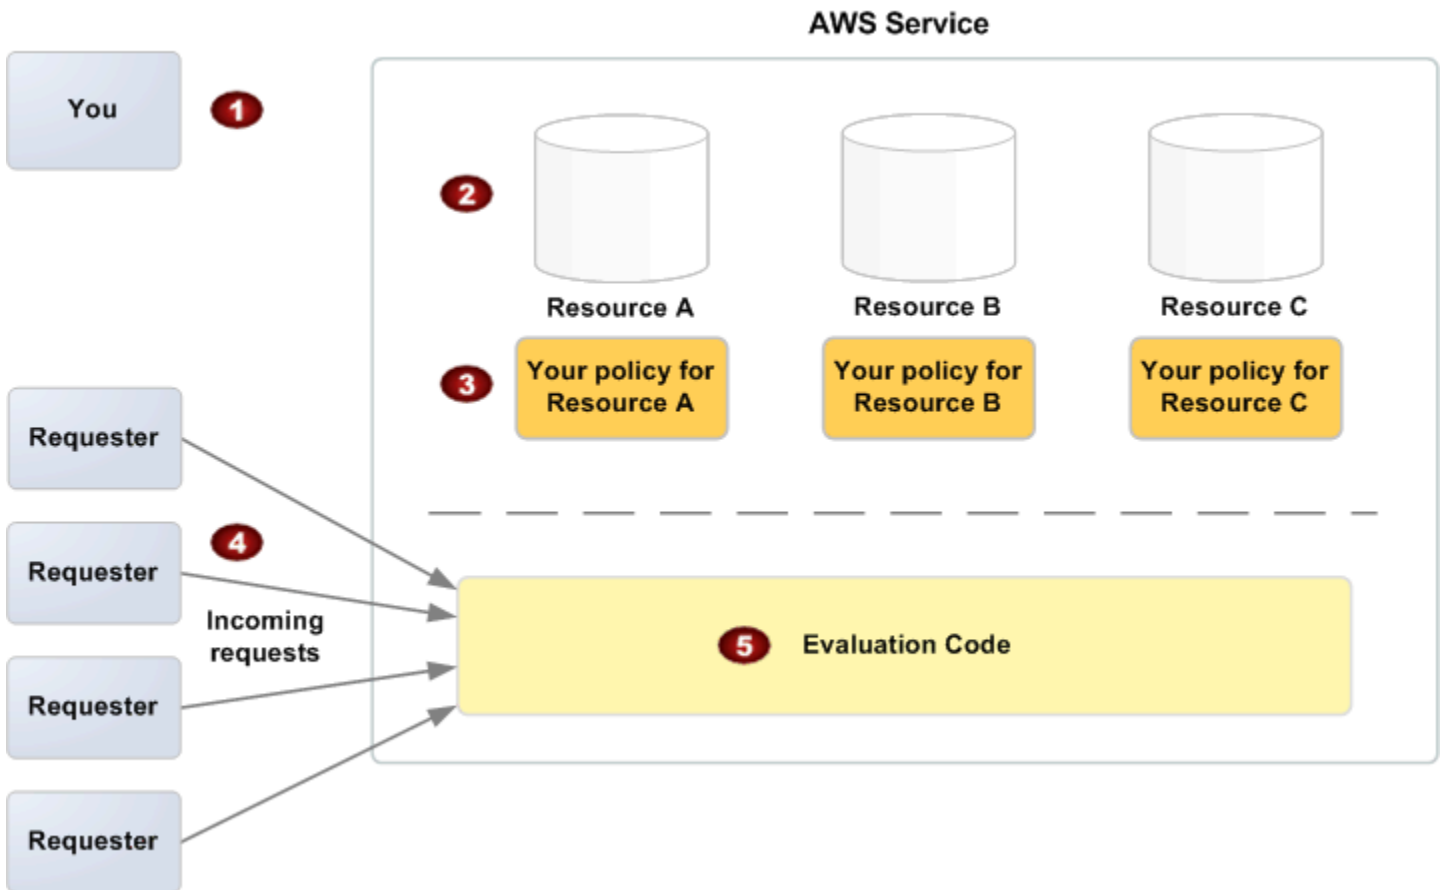 AWS Service
You
1
2
Resource A
Resource B
Resource C
3
Your policy for
Resource A
Your policy for
Resource B
Your policy for
Resource C
Requester
4
Requester
Incoming
requests
5
Evaluation Code
Requester
Requester